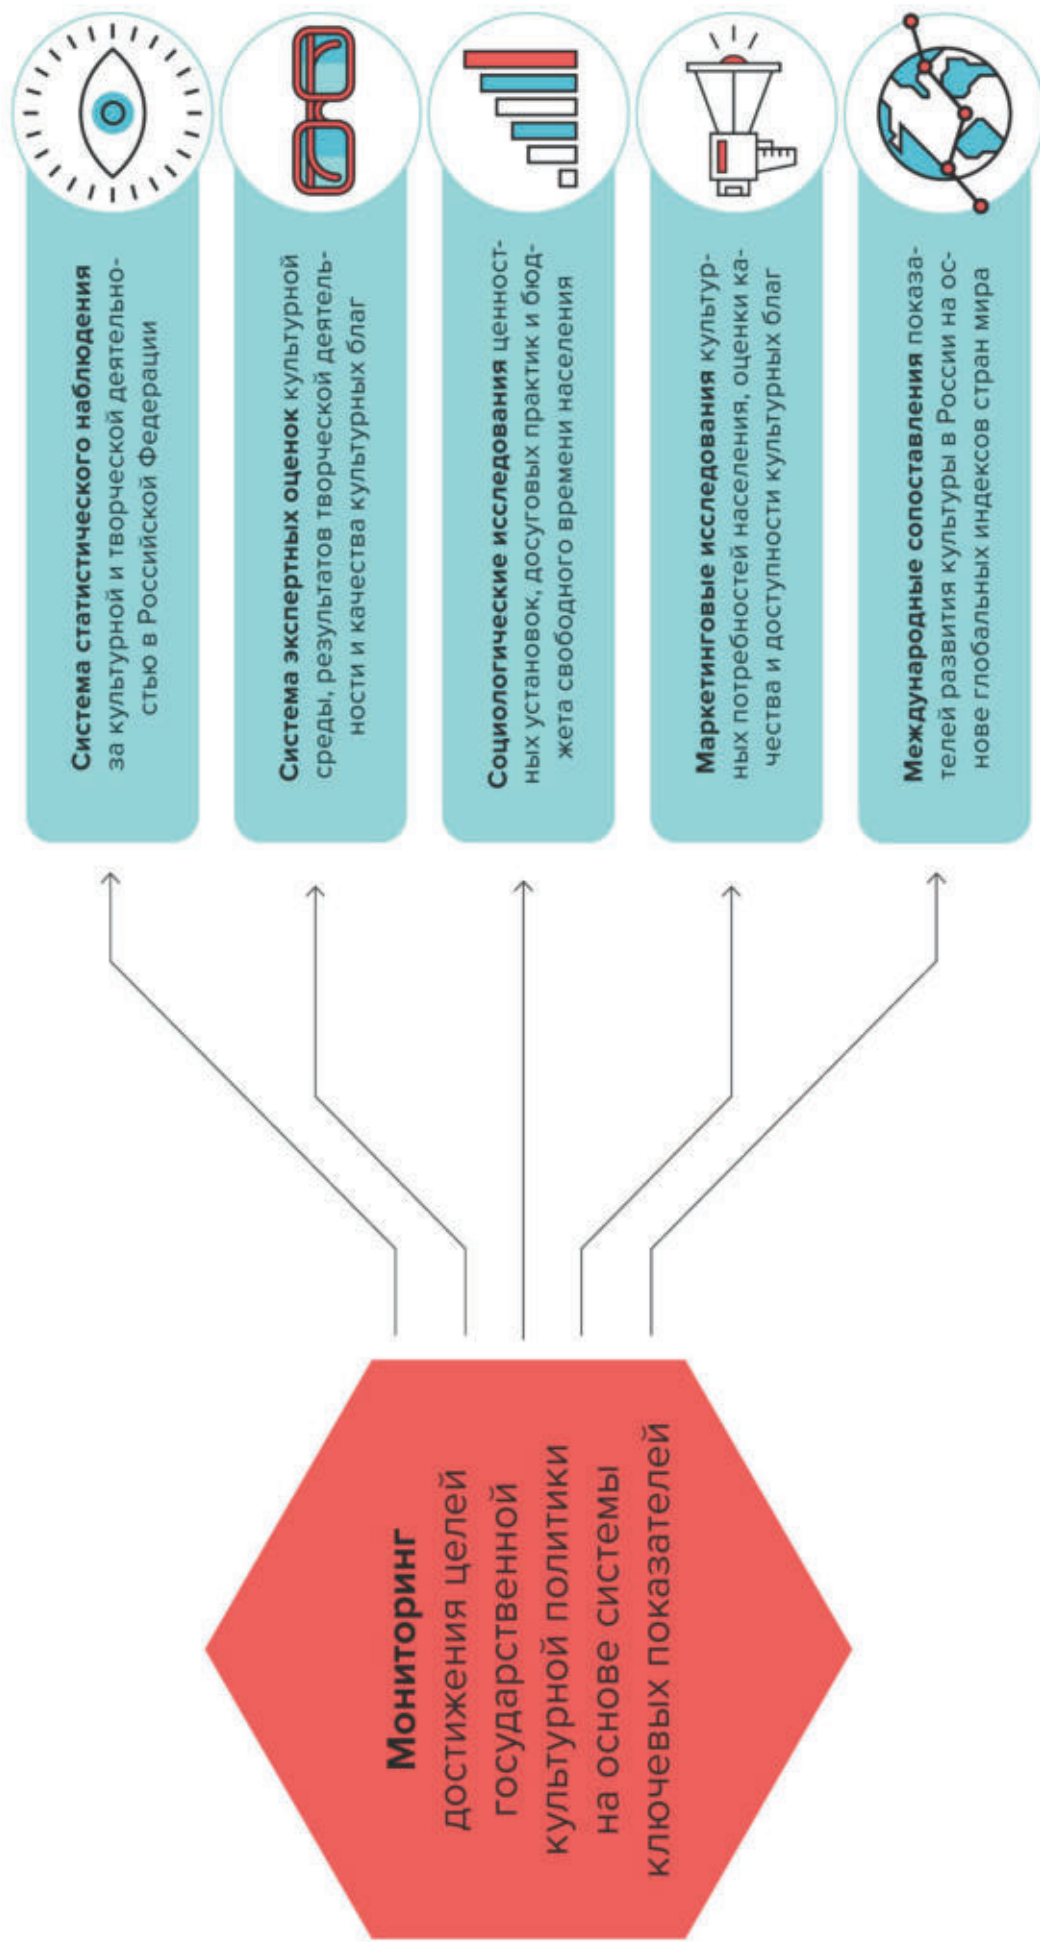 Мониторинг
достижения целей
государственной
культурной политики
на основе системы
ключевых показателей
Система статистического наблюдения
за культурной и творческой деятельно-
стью в Российской Федерации
Система экспертных оценок культурной
среды, результатов творческой деятель-
ности и качества культурных благ
Социологические исследования ценност-
ных установок, досуговых практик и бюд-
жета свободного времени населения
Маркетинговые исследования культур-
ных потребностей населения, оценки ка-
чества и доступности культурных благ
Международные сопоставления показа-
телей развития культуры в России на ос-
нове глобальных индексов стран мира